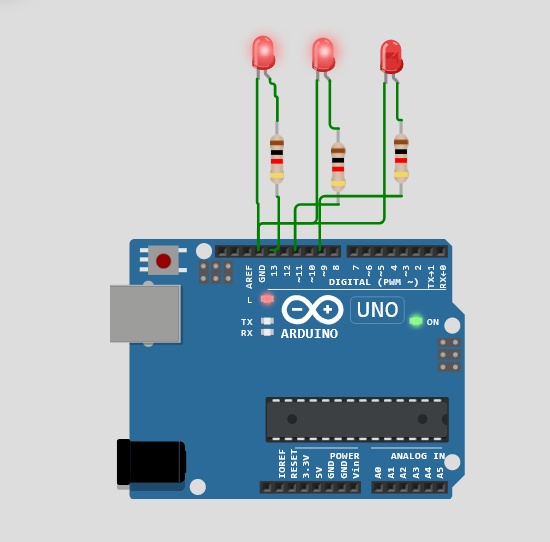 AREF
GND
13
12
~11
~10
~9
8
7
~6
~5
4
~3
2
TX→1
RX←0
DIGITAL (PWM ~)
L
TX
RX
UNO
ON
ARDUINO
IOREF
RESET
3.3V
5V
GND
GND
Vin
POWER
ANALOG IN
A0
A1
A2
A3
A4
A5